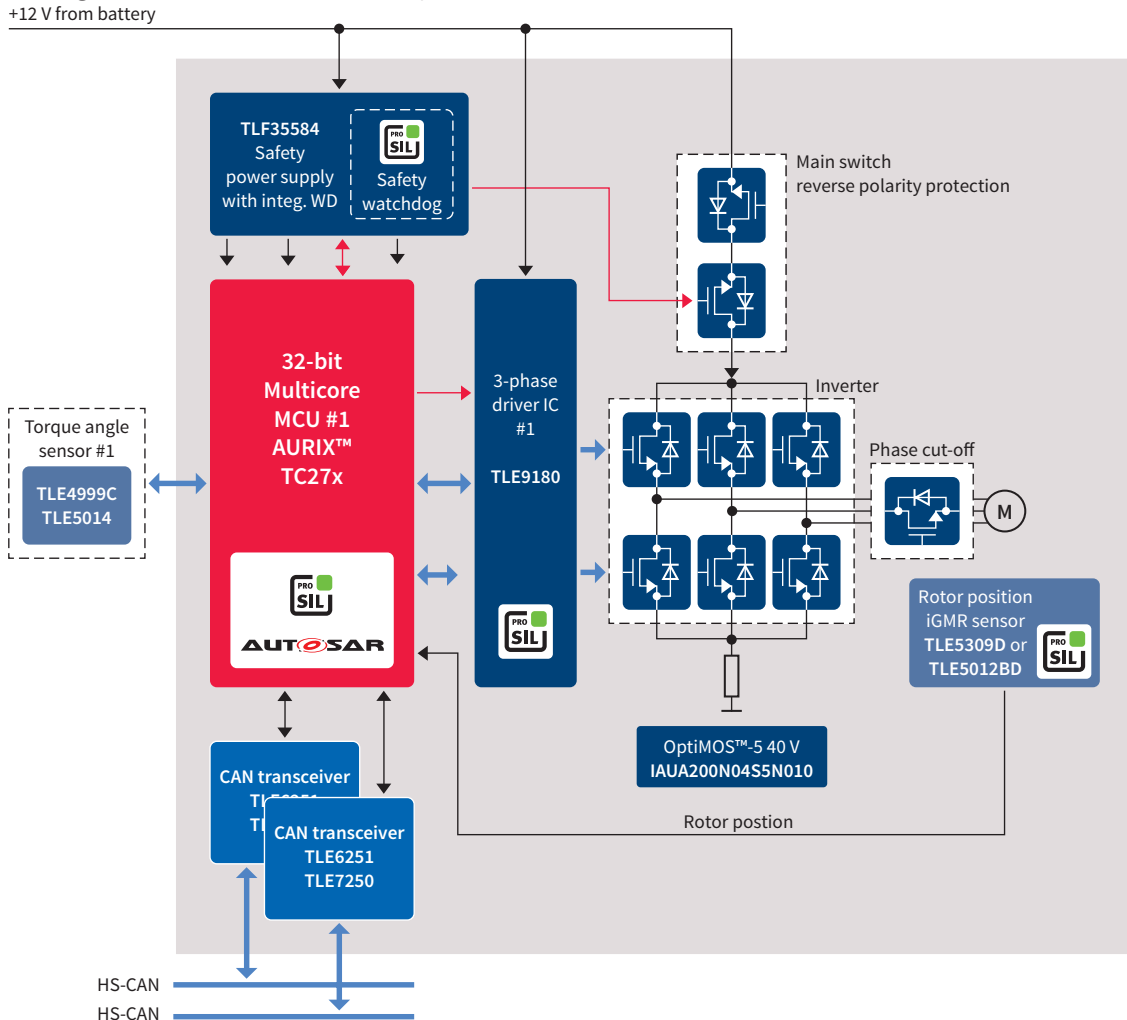 +12 V from battery
TLF35584
Safety
power supply
with integ. WD
PRO
SIL
Safety
watchdog
Main switch
reverse polarity protection
32-bit
Multicore
MCU #1
AURIX™
TC27x
PRO
SIL
AUTOSAR
3-phase
driver IC
#1
TLE9180
PRO
SIL
Inverter
Torque angle
sensor #1
TLE4999C
TLE5014
Phase cut-off
M
Rotor position
iGMR sensor
TLE5309D or
TLE5012BD
PRO
SIL
OptiMOS™-5 40 V
IAUA200N04S5N010
Rotor postion
CAN transceiver
CAN transceiver
TLE6251
TLE7250
HS-CAN
HS-CAN